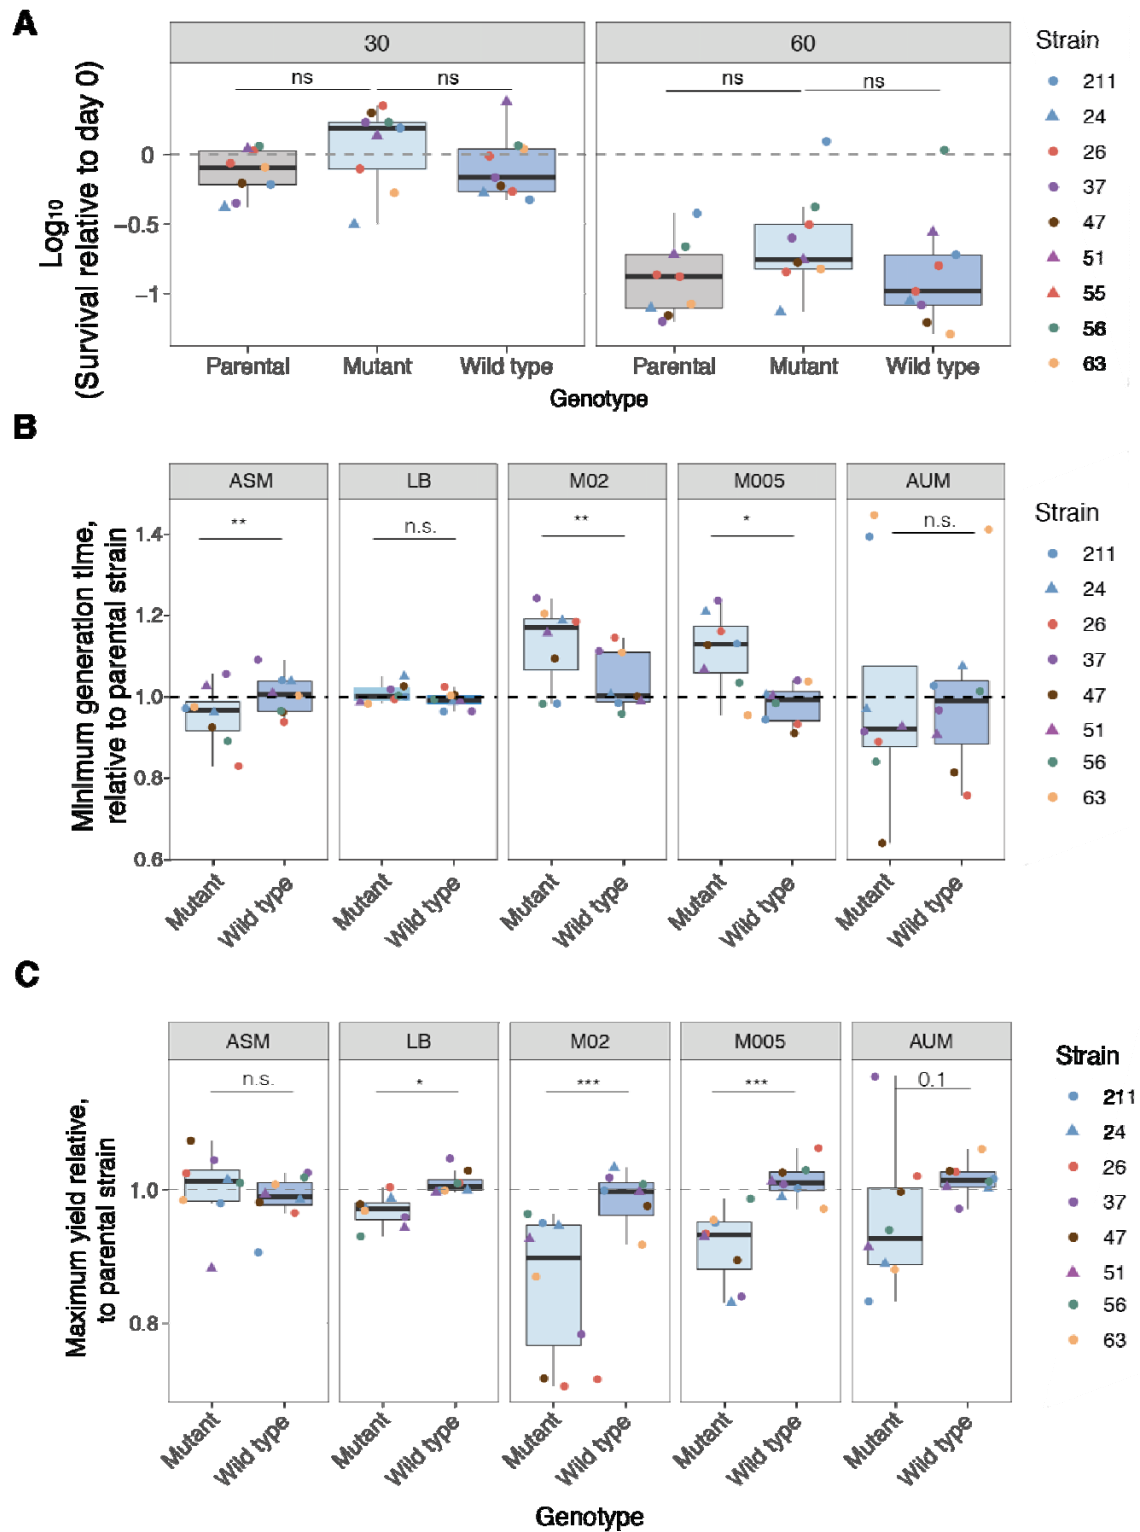 A
30
60
Strain
ns
ns
ns
ns
211
24
26
37
47
51
55
56
63
0
−0.5
−1
Log10
(Survival relative to day 0)
Parental
Mutant
Wild type
Parental
Mutant
Wild type
Genotype
B
ASM
LB
M02
M005
AUM
Strain
**
n.s.
**
*
n.s.
211
24
26
37
47
51
56
63
1.4
1.2
1.0
0.8
0.6
Minimum generation time,
relative to parental strain
Mutant
Wild type
Mutant
Wild type
Mutant
Wild type
Mutant
Wild type
Mutant
Wild type
C
ASM
LB
M02
M005
AUM
Strain
n.s.
*
***
***
0.1
211
24
26
37
47
51
56
63
1.0
0.8
Maximum yield relative,
to parental strain
Mutant
Wild type
Mutant
Wild type
Mutant
Wild type
Mutant
Wild type
Mutant
Wild type
Genotype